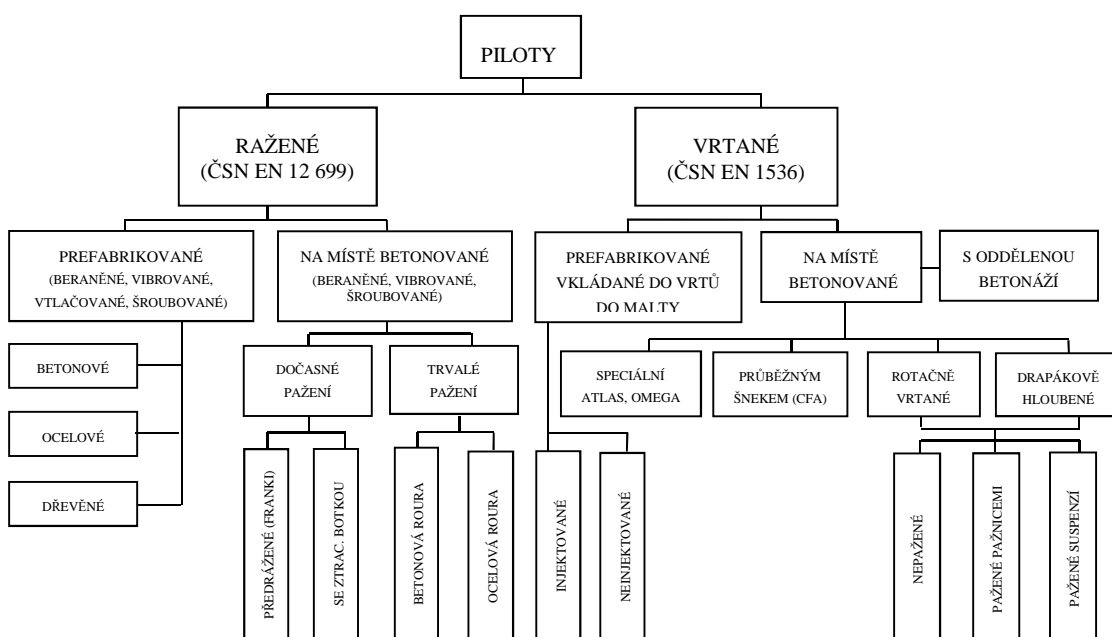 PILOTY
RAŽENÉ
(ČSN EN 12 699)
VRTANÉ
(ČSN EN 1536)
PREFABRIKOVANÉ
(BERANĚNÉ, VIBROVANÉ,
VTLAČOVANÉ, ŠROUBOVANÉ)
NA MÍSTĚ BETONOVANÉ
(BERANĚNÉ, VIBROVANÉ,
ŠROUBOVANÉ)
PREFABRIKOVANÉ
VKLÁDANÉ DO VRTŮ
DO MALTY
NA MÍSTĚ
BETONOVANÉ
S ODDĚLENOU
BETONÁŽÍ
BETONOVÉ
OCELOVÉ
DŘEVĚNÉ
DOČASNÉ
PAŽENÍ
TRVALÉ
PAŽENÍ
SPECIÁLNÍ
ATLAS, OMEGA
PRŮBĚŽNÝM
ŠNEKEM (CFA)
ROTAČNĚ
VRTANÉ
DRAPÁKOVĚ
HLOUBENÉ
PŘEDRÁŽENÉ (FRANKI)
SE ZTRAC. BOTKOU
BETONOVÁ ROURA
OCELOVÁ ROURA
INJEKTOVANÉ
NEINJEKTOVANÉ
NEPAŽENÉ
PAŽENÉ PAŽNICEMI
PAŽENÉ SUSPENZÍ